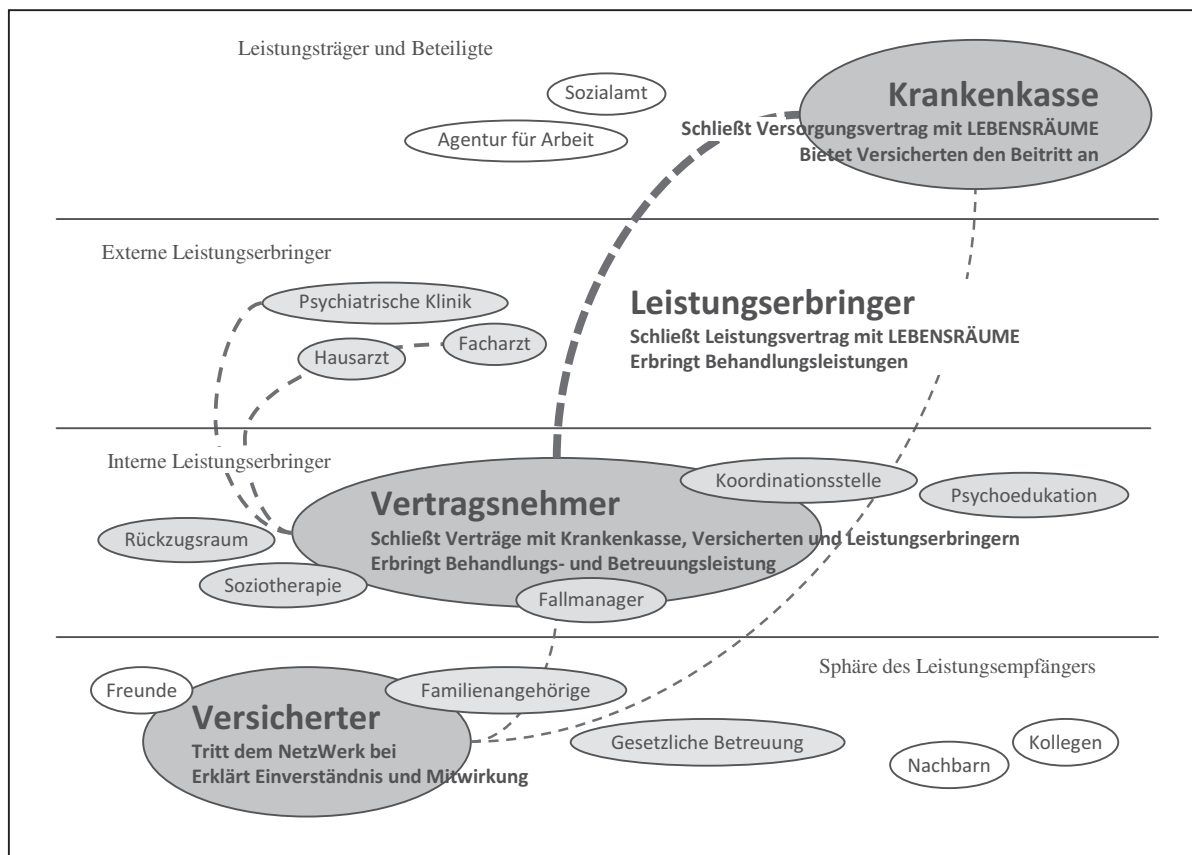 Leistungsträger und Beteiligte
Sozialamt
Agentur für Arbeit
Krankenkasse
Schließt Versorgungsvertrag mit LEBENSRÄUME
Bietet Versicherten den Beitritt an
Externe Leistungserbringer
Psychiatrische Klinik
Hausarzt
Facharzt
Leistungserbringer
Schließt Leistungsvertrag mit LEBENSRÄUME
Erbringt Behandlungsleistungen
Interne Leistungserbringer
Koordinationsstelle
Psychoedukation
Vertragsnehmer
Schließt Verträge mit Krankenkasse, Versicherten und Leistungserbringern
Erbringt Behandlungs- und Betreuungsleistung
Rückzugsraum
Soziotherapie
Fallmanager
Sphäre des Leistungsempfängers
Freunde
Familienangehörige
Versicherter
Tritt dem NetzWerk bei
Erklärt Einverständnis und Mitwirkung
Gesetzliche Betreuung
Nachbarn
Kollegen